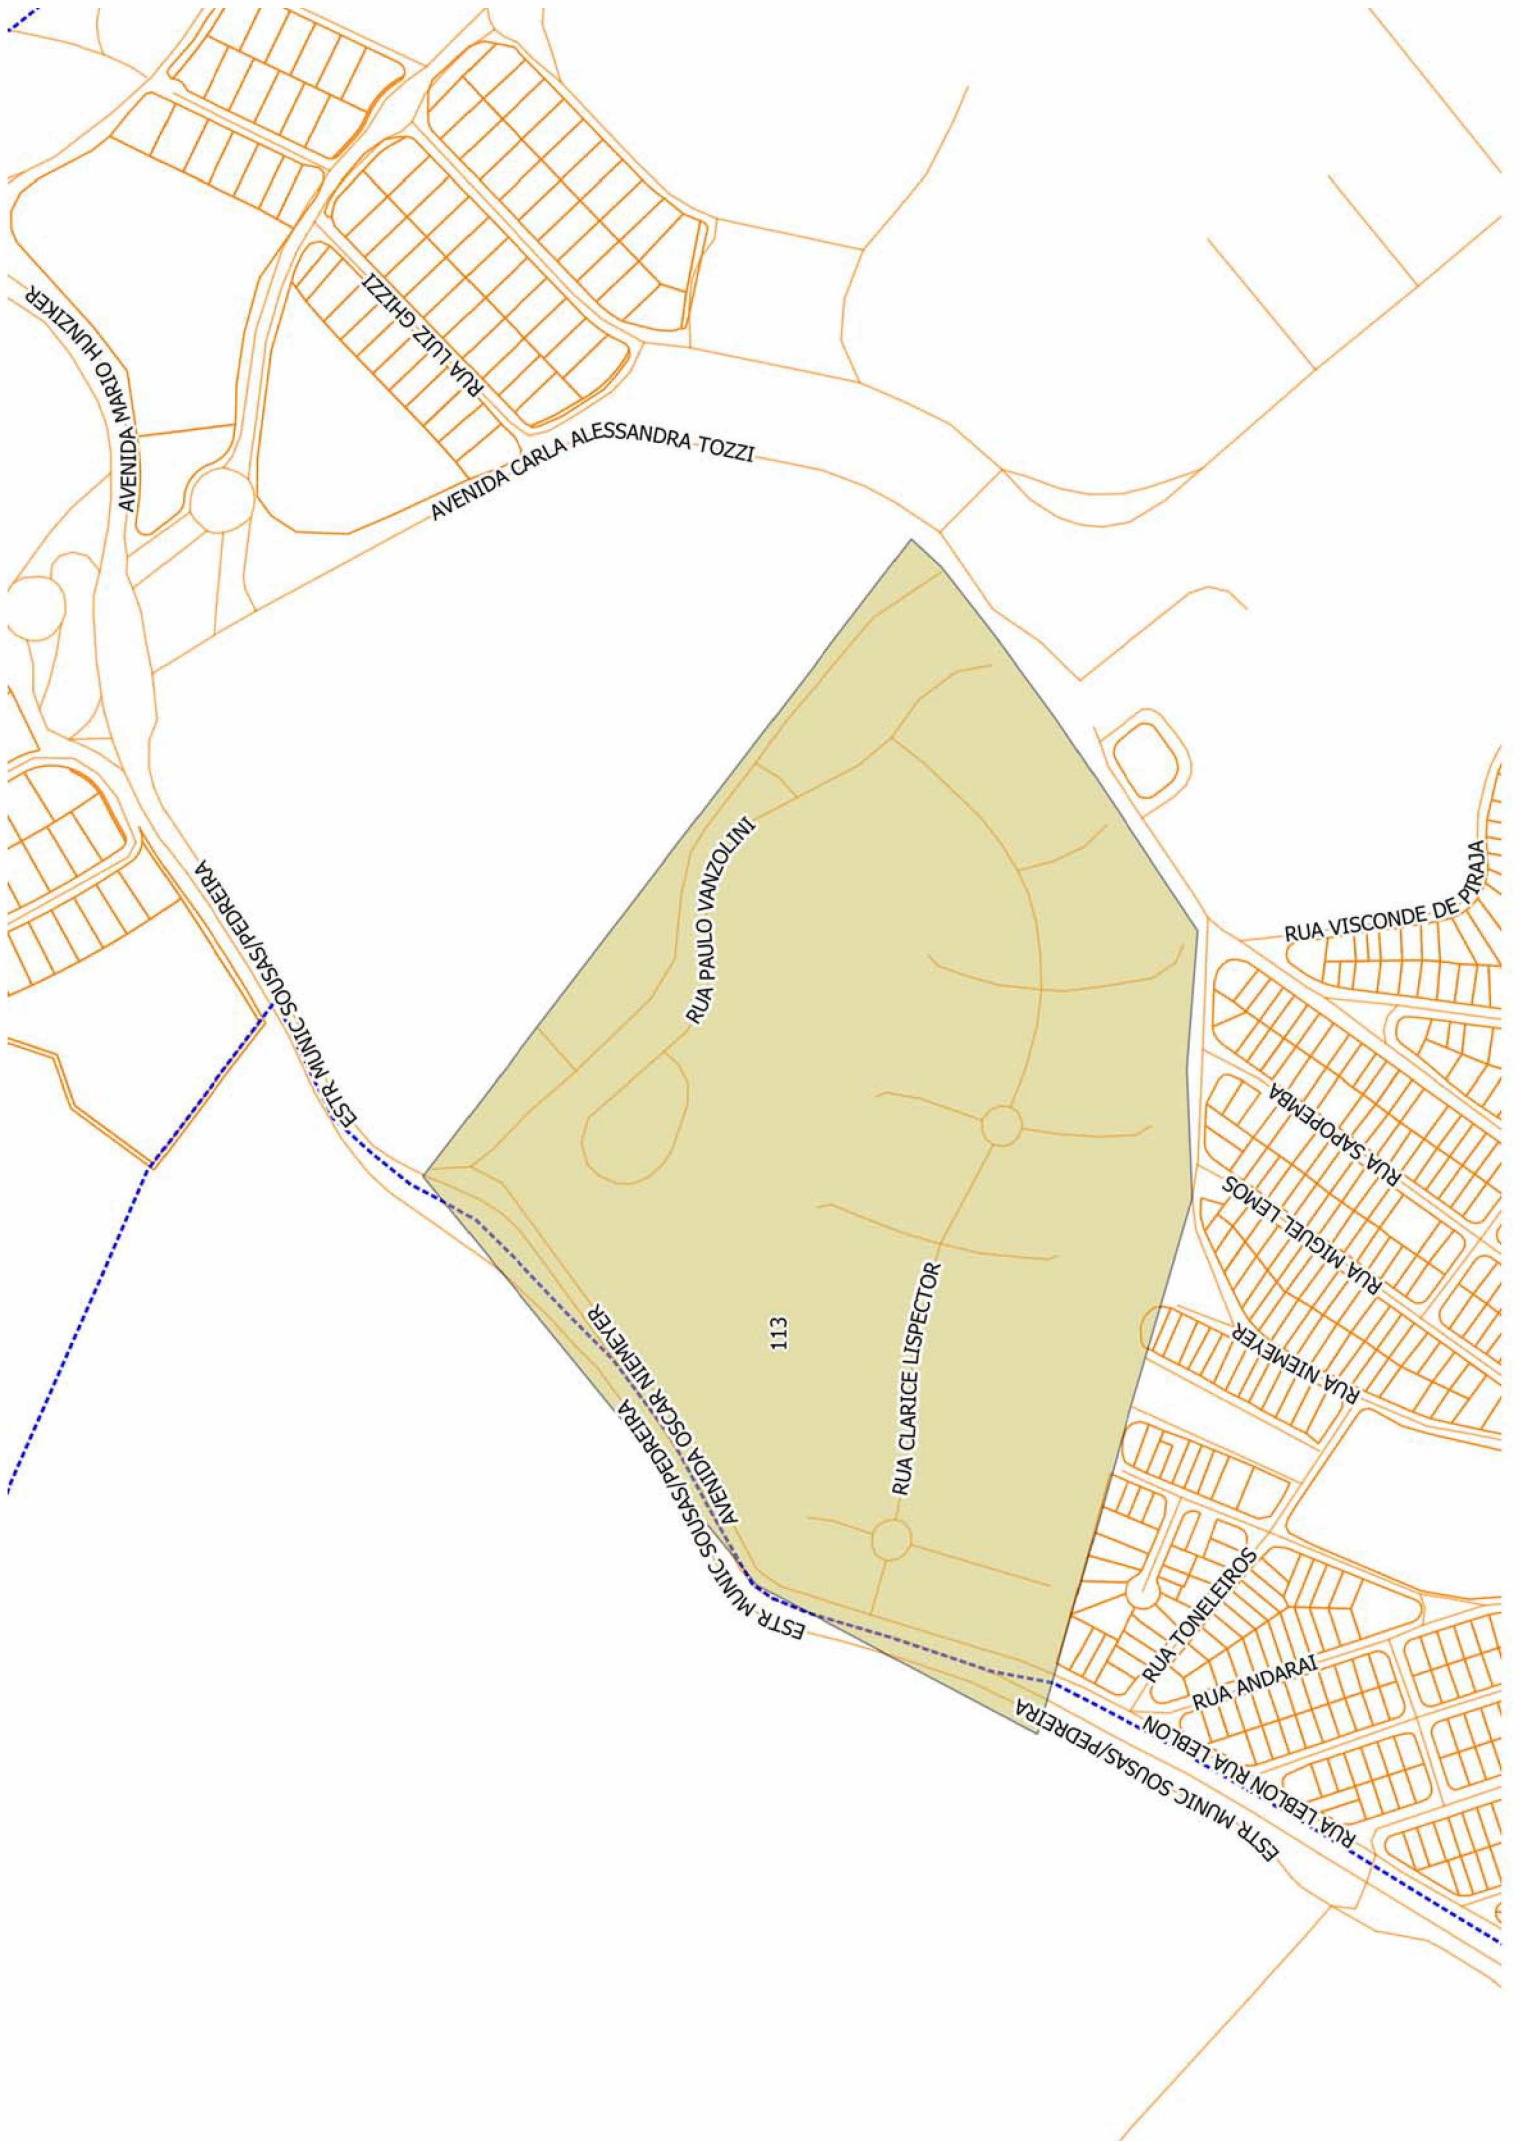 RUA LUIZ GHIZZI
AVENIDA MARIO HUNZIKER
AVENIDA CARLA ALESSANDRA TOZZI
RUA PAULO VANZOLINI
ESTR MUNIC SOUSAS/PEDREIRA
RUA VISCONDE DE PIRAJA
RUA SAPOPEMBA
RUA MIGUEL LEMOS
RUA NIEMEYER
113
RUA CLARICE LISPECTOR
AVENIDA OSCAR NIEMEYER
ESTR MUNIC SOUSAS/PEDREIRA
RUA TONELEIROS
RUA ANDARAI
RUA LEBLON RUA LEBLON
ESTR MUNIC SOUSAS/PEDREIRA